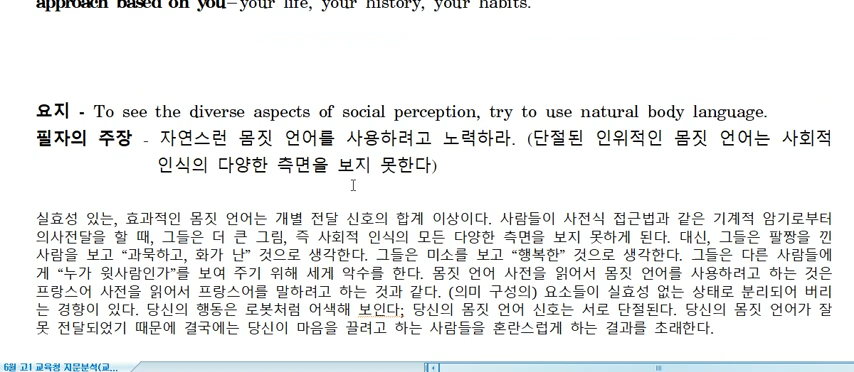 approach based on you—your life, your history, your habits.
요지 - To see the diverse aspects of social perception, try to use natural body language.
필자의 주장 - 자연스런 몸짓 언어를 사용하려고 노력하라. (단절된 인위적인 몸짓 언어는 사회적
인식의 다양한 측면을 보지 못한다)
실효성 있는, 효과적인 몸짓 언어는 개별 전달 신호의 합계 이상이다. 사람들이 사전식 접근법과 같은 기계적 암기로부터
의사전달을 할 때, 그들은 더 큰 그림, 즉 사회적 인식의 모든 다양한 측면을 보지 못하게 된다. 대신, 그들은 팔짱을 낀
사람을 보고 “과묵하고, 화가 난” 것으로 생각한다. 그들은 미소를 보고 “행복한” 것으로 생각한다. 그들은 다른 사람들에
게 “누가 윗사람인가”를 보여 주기 위해 세게 악수를 한다. 몸짓 언어 사전을 읽어서 몸짓 언어를 사용하려고 하는 것은
프랑스어 사전을 읽어서 프랑스어를 말하려고 하는 것과 같다. (의미 구성의) 요소들이 실효성 없는 상태로 분리되어 버리
는 경향이 있다. 당신의 행동은 로봇처럼 어색해 보인다; 당신의 몸짓 언어 신호는 서로 단절된다. 당신의 몸짓 언어가 잘
못 전달되었기 때문에 결국에는 당신이 마음을 끌려고 하는 사람들을 혼란스럽게 하는 결과를 초래한다.
6월 고1 교육청 지문분석(교...